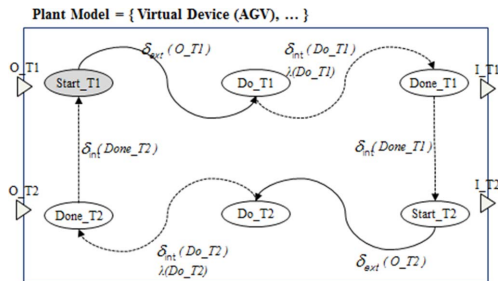 Plant Model = { Virtual Device (AGV), ... }
O_T1
δext (O_T1)
δint (Do_T1)
λ(Do_T1)
Start_T1
Do_T1
Done_T1
I_T1
δint (Done_T2)
δint (Done_T1)
O_T2
I_T2
Done_T2
Do_T2
Start_T2
δint (Do_T2)
λ(Do_T2)
δext (O_T2)